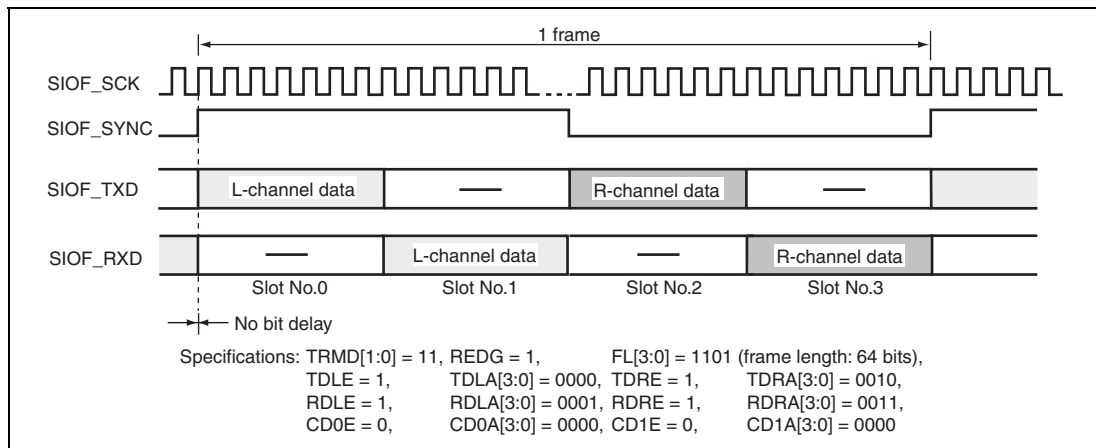 1 frame
SIOF_SCK
SIOF_SYNC
SIOF_TXD L-channel data — R-channel data —
SIOF_RXD — L-channel data — R-channel data
Slot No.0 Slot No.1 Slot No.2 Slot No.3
No bit delay
Specifications: TRMD[1:0] = 11, REDG = 1, FL[3:0] = 1101 (frame length: 64 bits),
TDLE = 1, TDLA[3:0] = 0000, TDRE = 1, TDRA[3:0] = 0010,
RDLE = 1, RDLA[3:0] = 0001, RDRE = 1, RDRA[3:0] = 0011,
CD0E = 0, CD0A[3:0] = 0000, CD1E = 0, CD1A[3:0] = 0000